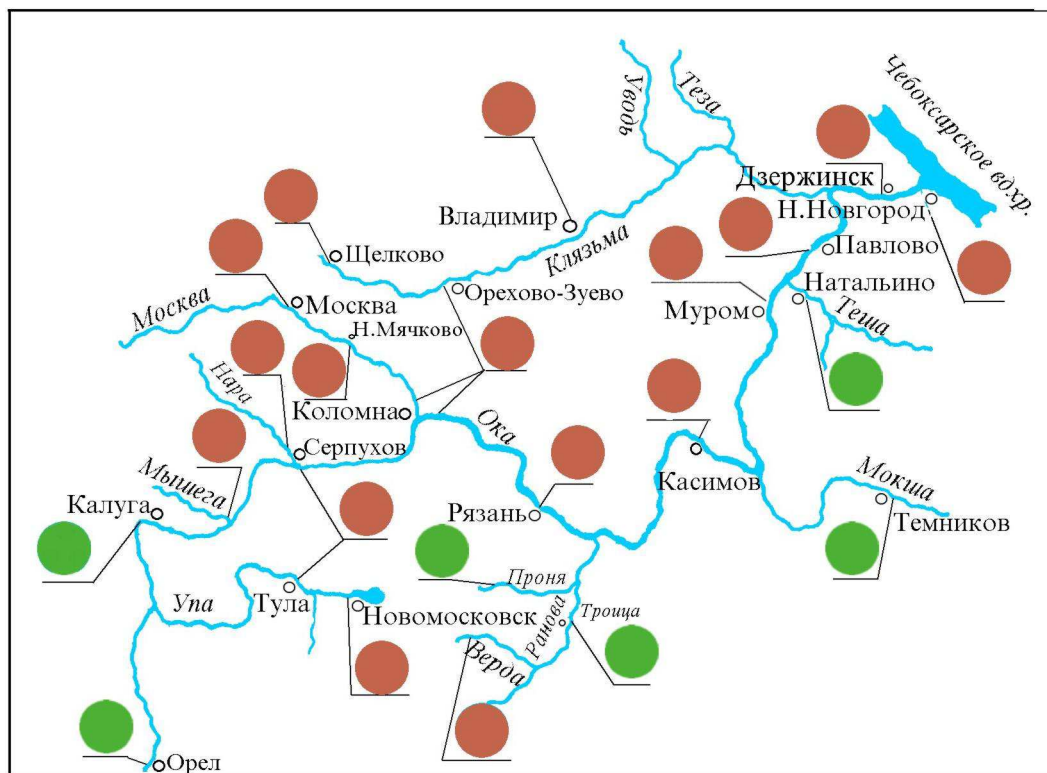 Уводь
Теза
Чебоксарское вдхр.
Дзержинск
Н.Новгород
Владимир
Клязьма
Щелково
Павлово
Натальино
Орехово-Зуево
Москва
Москва
Муром
Теша
Н.Мячково
Нара
Коломна
Ока
Серпухов
Касимов
Мокша
Мышега
Калуга
Рязань
Темников
Проня
Упа
Тула
Новомосковск
Ранова
Троица
Верда
Орел